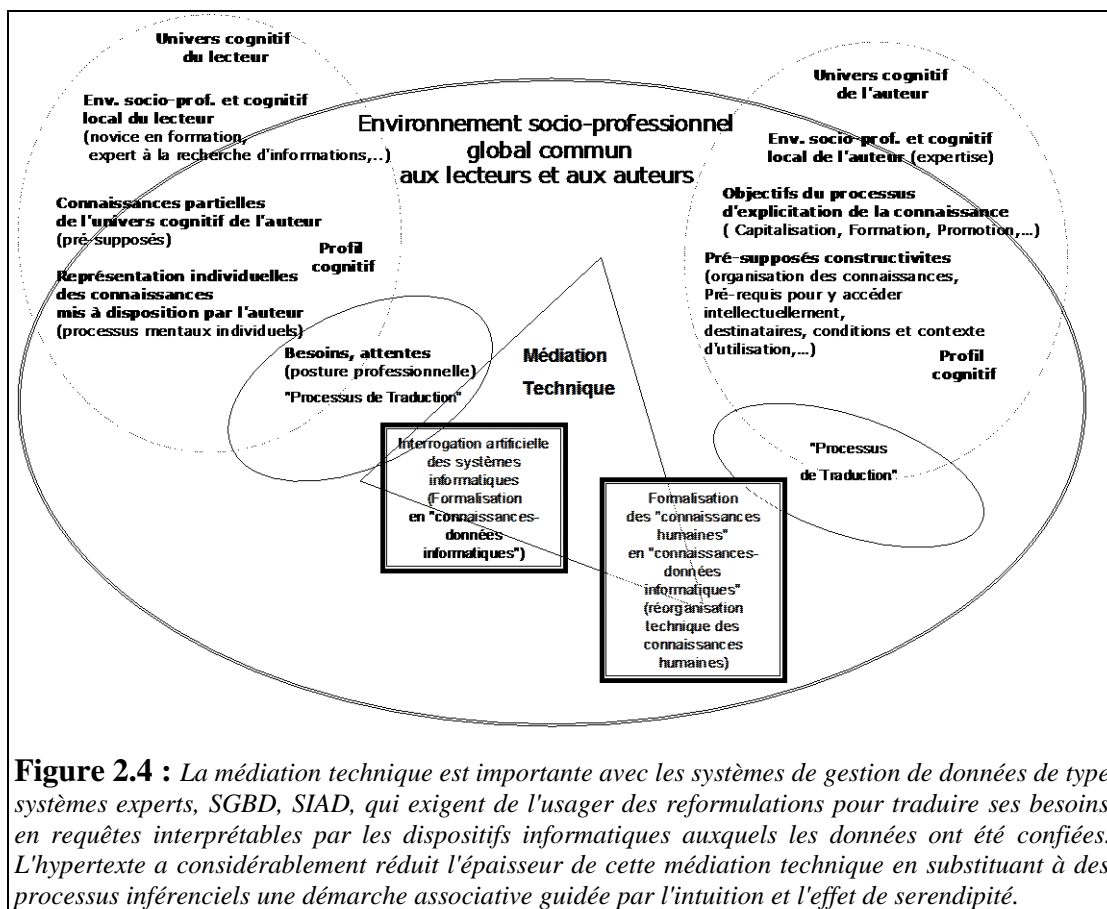 Univers cognitif
du lecteur
Env. socio-prof. et cognitif
local du lecteur
(novice en formation,
expert à la recherche d'informations,..)
Connaissances partielles
de l'univers cognitif de l'auteur
(pré-supposés)
Profil
cognitif
Représentation individuelles
des connaissances
mis à disposition par l'auteur
(processus mentaux individuels)
Besoins, attentes
(posture professionnelle)
"Processus de Traduction"
Environnement socio-professionnel
global commun
aux lecteurs et aux auteurs
Médiation
Technique
Interrogation artificielle
des systèmes
informatiques
(Formalisation
en "connaissances-
données
informatiques")
Formalisation
des "connaissances
humaines"
en "connaissances-
données
informatiques"
(réorganisation
technique des
connaissances
humaines)
Univers cognitif
de l'auteur
Env. socio-prof. et cognitif
local de l'auteur (expertise)
Objectifs du processus
d'explicitation de la connaissance
( Capitalisation, Formation, Promotion,...)
Pré-supposés constructivites
(organisation des connaissances,
Pré-requis pour y accéder
intellectuellement,
destinataires, conditions et contexte
d'utilisation,...)
Profil
cognitif
"Processus
de Traduction"
Figure 2.4 : La médiation technique est importante avec les systèmes de gestion de données de type
systèmes experts, SGBD, SIAD, qui exigent de l'usager des reformulations pour traduire ses besoins
en requêtes interprétables par les dispositifs informatiques auxquels les données ont été confiées.
L'hypertexte a considérablement réduit l'épaisseur de cette médiation technique en substituant à des
processus inférenciels une démarche associative guidée par l'intuition et l'effet de serendipité.